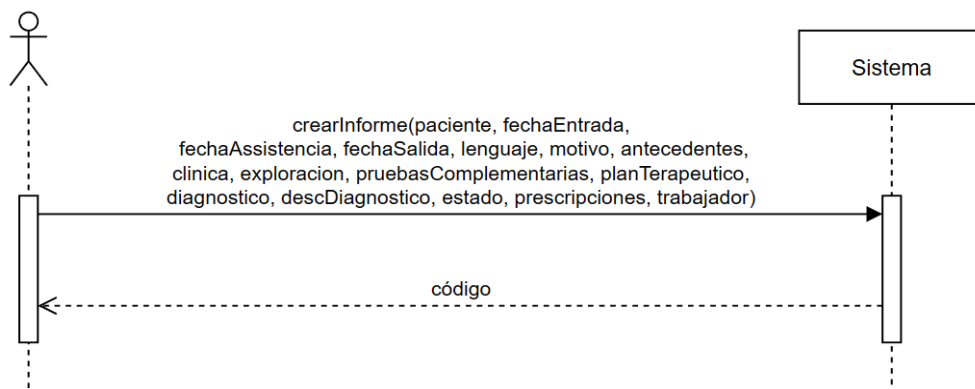 Sistema
crearInforme(paciente, fechaEntrada,
fechaAssistencia, fechaSalida, lenguaje, motivo, antecedentes,
clinica, exploracion, pruebasComplementarias, planTerapeutico,
diagnostico, descDiagnostico, estado, prescripciones, trabajador)
código